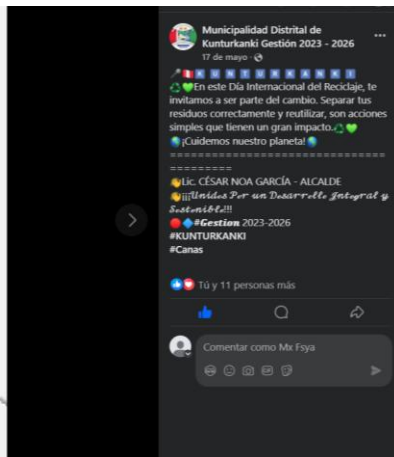 Municipalidad Distrital de
Kunturkanki Gestión 2023 - 2026
17 de mayo ·
🎤🇵🇪 K U N T U R K A N K I
♻️💚En este Día Internacional del Reciclaje, te
invitamos a ser parte del cambio. Separar tus
residuos correctamente y reutilizar, son acciones
simples que tienen un gran impacto.♻️💚
🌎¡Cuidemos nuestro planeta!🌎
================================
=========
👋Lic. CÉSAR NOA GARCÍA - ALCALDE
👋¡¡¡𝓤𝓷𝓲𝓭𝓸𝓼 𝓟𝓸𝓻 𝓾𝓷 𝓓𝓮𝓼𝓪𝓻𝓻𝓸𝓵𝓵𝓸 𝓘𝓷𝓽𝓮𝓰𝓻𝓪𝓵 𝔂
𝓢𝓸𝓼𝓽𝓮𝓷𝓲𝓫𝓵𝓮!!!
🔴🔷#𝑮𝒆𝒔𝒕𝒊𝒐𝒏 2023-2026
#KUNTURKANKI
#Canas
Tú y 11 personas más
Comentar como Mx Fsya